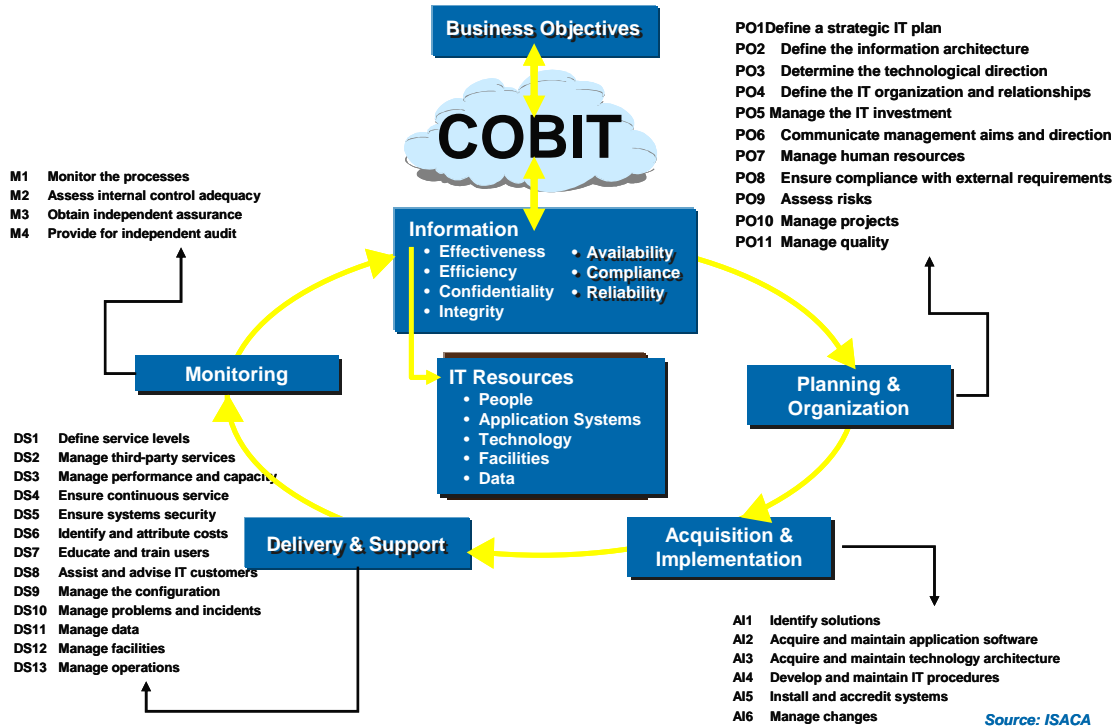 Business Objectives
COBIT
PO1Define a strategic IT plan
PO2 Define the information architecture
PO3 Determine the technological direction
PO4 Define the IT organization and relationships
PO5 Manage the IT investment
PO6 Communicate management aims and direction
PO7 Manage human resources
PO8 Ensure compliance with external requirements
PO9 Assess risks
PO10 Manage projects
PO11 Manage quality
M1 Monitor the processes
M2 Assess internal control adequacy
M3 Obtain independent assurance
M4 Provide for independent audit
Information
• Effectiveness
• Efficiency
• Confidentiality
• Integrity
• Availability
• Compliance
• Reliability
Monitoring
IT Resources
• People
• Application Systems
• Technology
• Facilities
• Data
Planning &
Organization
DS1 Define service levels
DS2 Manage third-party services
DS3 Manage performance and capacity
DS4 Ensure continuous service
DS5 Ensure systems security
DS6 Identify and attribute costs
DS7 Educate and train users
DS8 Assist and advise IT customers
DS9 Manage the configuration
DS10 Manage problems and incidents
DS11 Manage data
DS12 Manage facilities
DS13 Manage operations
Delivery & Support
Acquisition &
Implementation
AI1 Identify solutions
AI2 Acquire and maintain application software
AI3 Acquire and maintain technology architecture
AI4 Develop and maintain IT procedures
AI5 Install and accredit systems
AI6 Manage changes
Source: ISACA